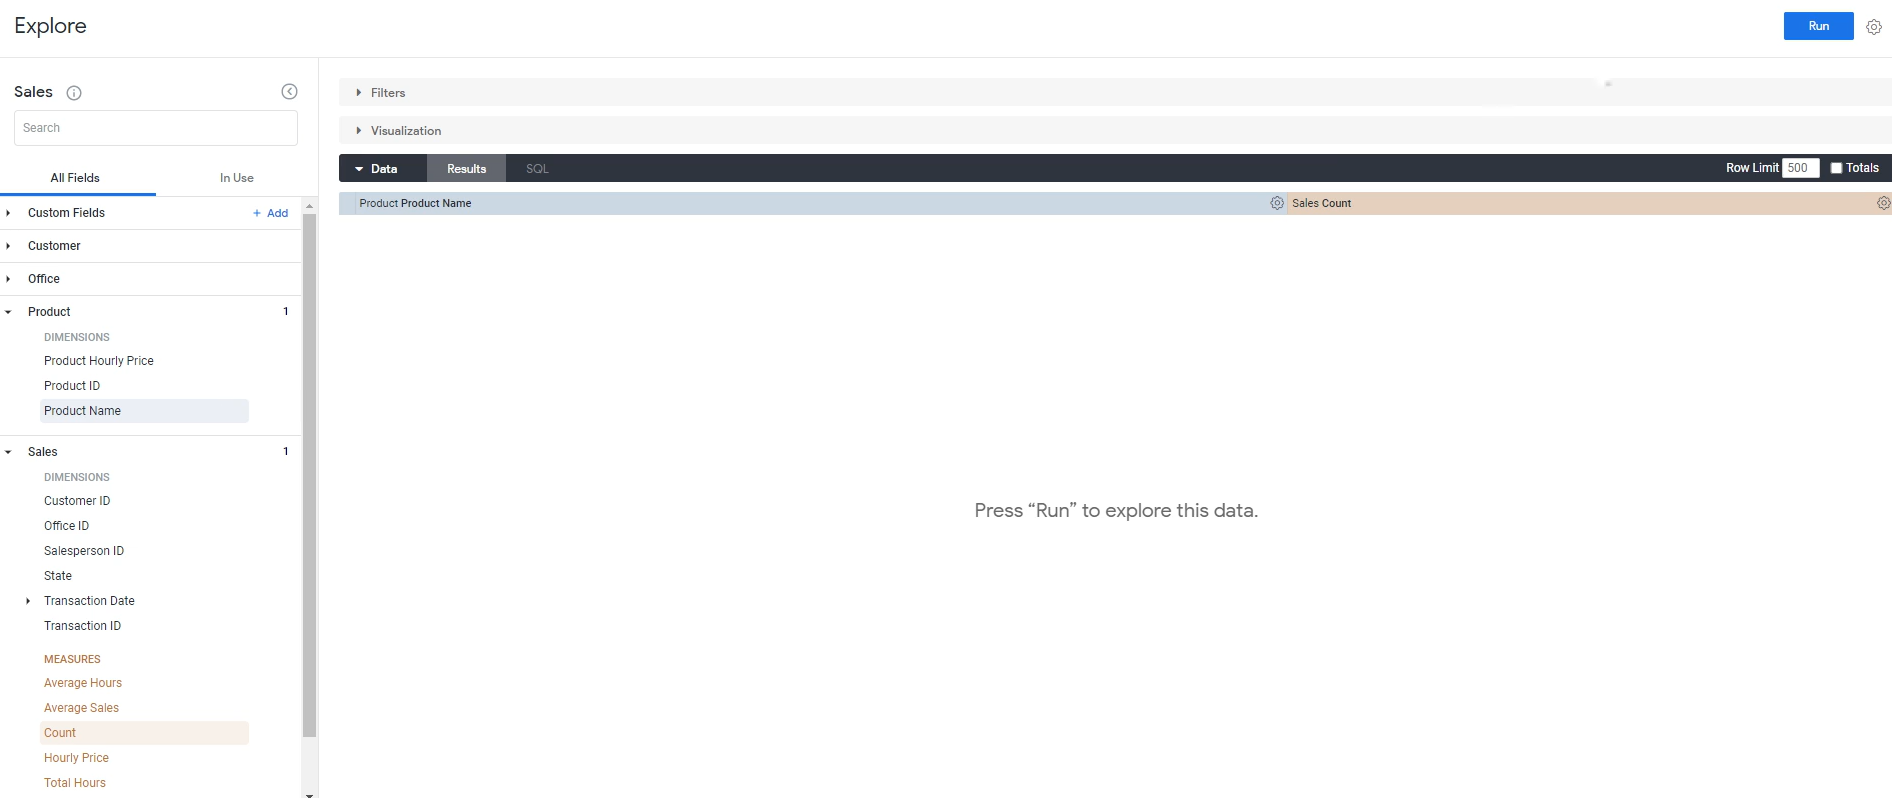 Explore
Run
Sales
Search
All Fields
In Use
Custom Fields
+ Add
Customer
Office
Product
1
DIMENSIONS
Product Hourly Price
Product ID
Product Name
Sales
1
DIMENSIONS
Customer ID
Office ID
Salesperson ID
State
Transaction Date
Transaction ID
MEASURES
Average Hours
Average Sales
Count
Hourly Price
Total Hours
Filters
Visualization
Data
Results
SQL
Row Limit 500
Totals
Product Product Name
Sales Count
Press “Run” to explore this data.